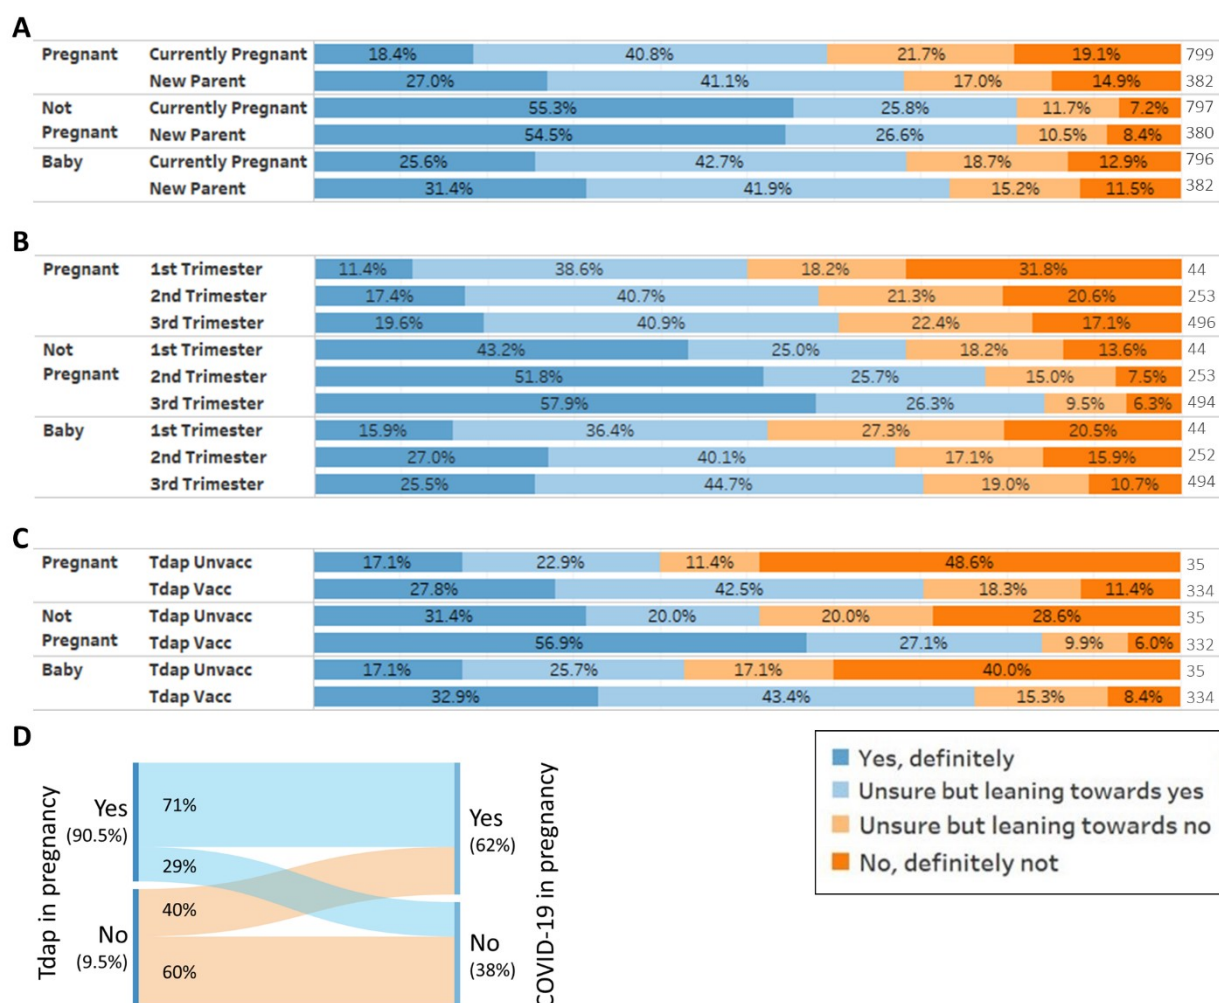 A
Pregnant Currently Pregnant 18.4% 40.8% 21.7% 19.1% 799
New Parent 27.0% 41.1% 17.0% 14.9% 382
Not Currently Pregnant 55.3% 25.8% 11.7% 7.2% 797
Pregnant New Parent 54.5% 26.6% 10.5% 8.4% 380
Baby Currently Pregnant 25.6% 42.7% 18.7% 12.9% 796
New Parent 31.4% 41.9% 15.2% 11.5% 382
B
Pregnant 1st Trimester 11.4% 38.6% 18.2% 31.8% 44
2nd Trimester 17.4% 40.7% 21.3% 20.6% 253
3rd Trimester 19.6% 40.9% 22.4% 17.1% 496
Not 1st Trimester 43.2% 25.0% 18.2% 13.6% 44
Pregnant 2nd Trimester 51.8% 25.7% 15.0% 7.5% 253
3rd Trimester 57.9% 26.3% 9.5% 6.3% 494
Baby 1st Trimester 15.9% 36.4% 27.3% 20.5% 44
2nd Trimester 27.0% 40.1% 17.1% 15.9% 252
3rd Trimester 25.5% 44.7% 19.0% 10.7% 494
C
Pregnant Tdap Unvacc 17.1% 22.9% 11.4% 48.6% 35
Tdap Vacc 27.8% 42.5% 18.3% 11.4% 334
Not Tdap Unvacc 31.4% 20.0% 20.0% 28.6% 35
Pregnant Tdap Vacc 56.9% 27.1% 9.9% 6.0% 332
Baby Tdap Unvacc 17.1% 25.7% 17.1% 40.0% 35
Tdap Vacc 32.9% 43.4% 15.3% 8.4% 334
D
Tdap in pregnancy
Yes
(90.5%)
No
(9.5%)
71%
29%
40%
60%
Yes
(62%)
No
(38%)
COVID-19 in pregnancy
Yes, definitely
Unsure but leaning towards yes
Unsure but leaning towards no
No, definitely not